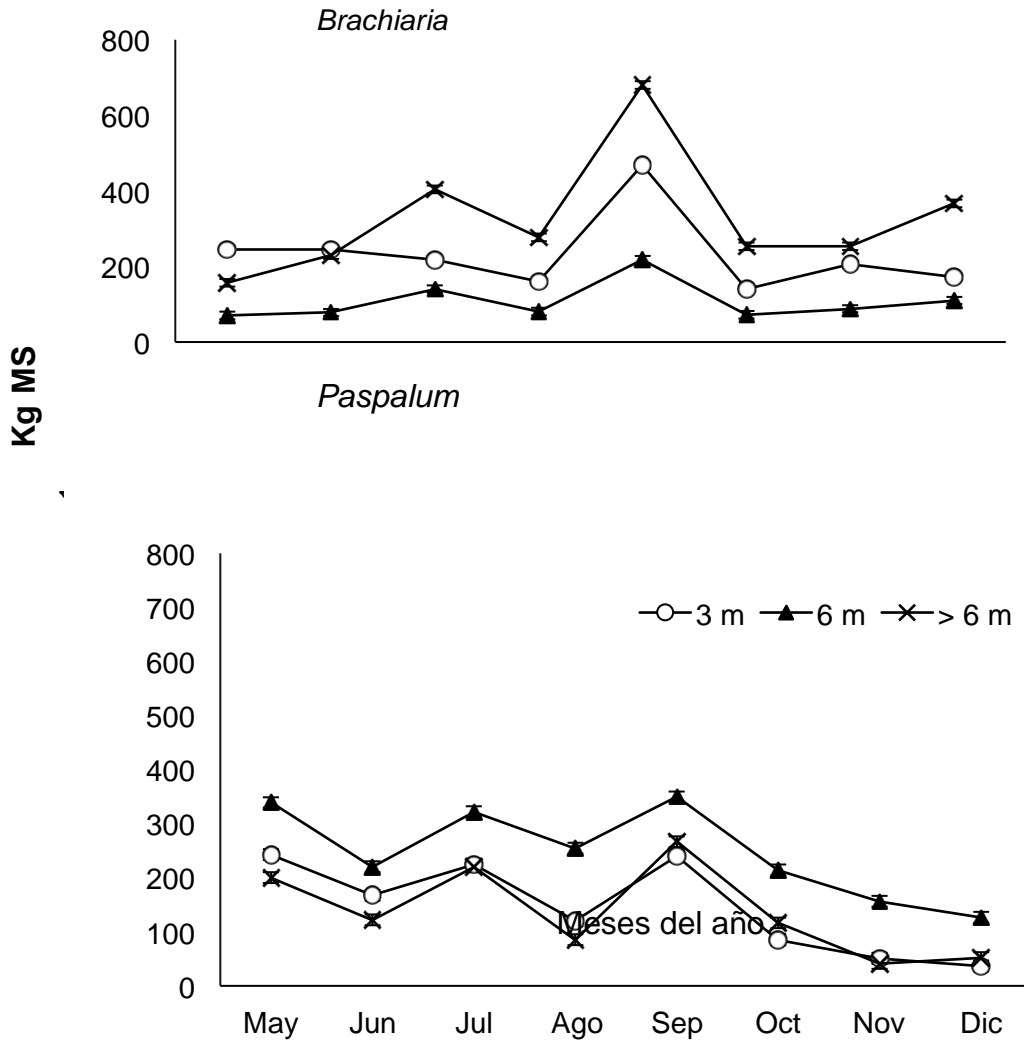 Brachiaria
800
600
400
200
0
Kg MS
Paspalum
800
700
600
500
400
300
200
100
0
3 m 6 m > 6 m
Meses del año
May Jun Jul Ago Sep Oct Nov Dic